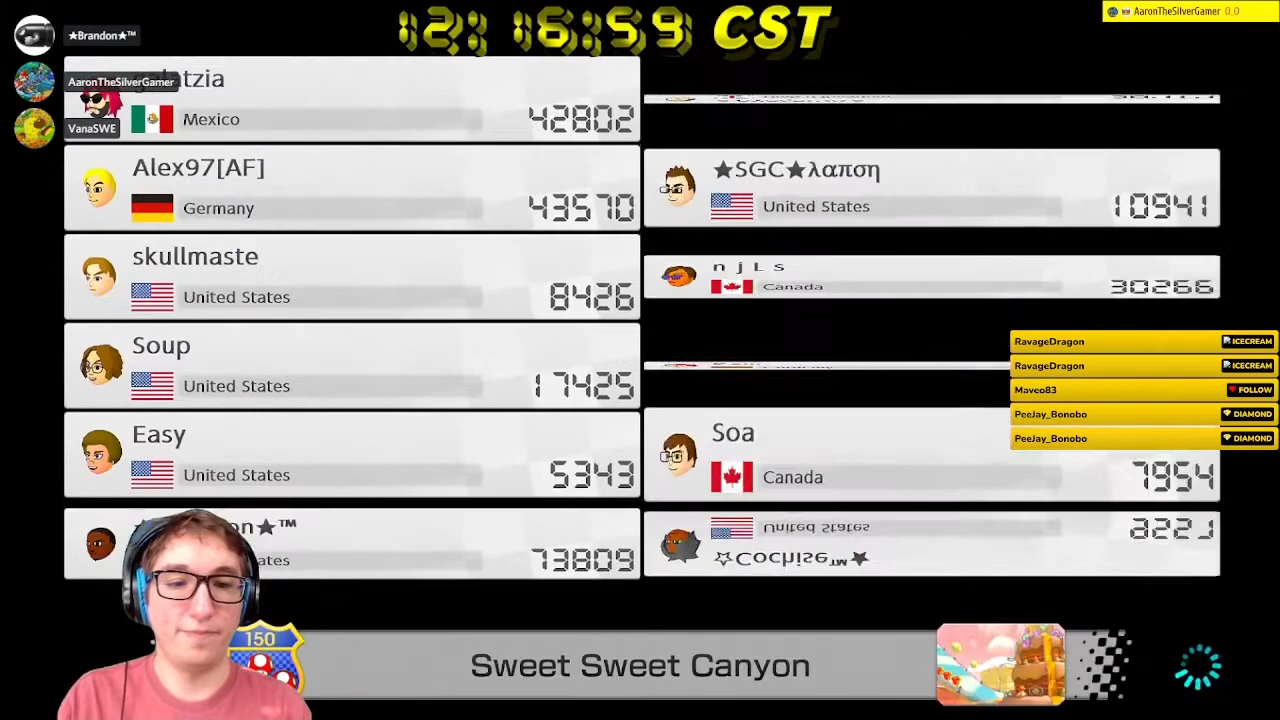 12:16:59 CST
AaronTheSilverGamer 0,0
★Brandon★™
AaronTheSilverGamer
VanaSWE
Mexico
42802
Alex97[AF]
Germany
43570
skullmaste
United States
8426
Soup
United States
17425
Easy
United States
5343
on★™
ates
73809
★SGC★λαπση
United States
10941
n j L s
Canada
30266
Soa
Canada
7954
United States
☆Cochise™★
RavageDragon ICECREAM
RavageDragon ICECREAM
Maveo83 FOLLOW
PeeJay_Bonobo DIAMOND
PeeJay_Bonobo DIAMOND
150
Sweet Sweet Canyon